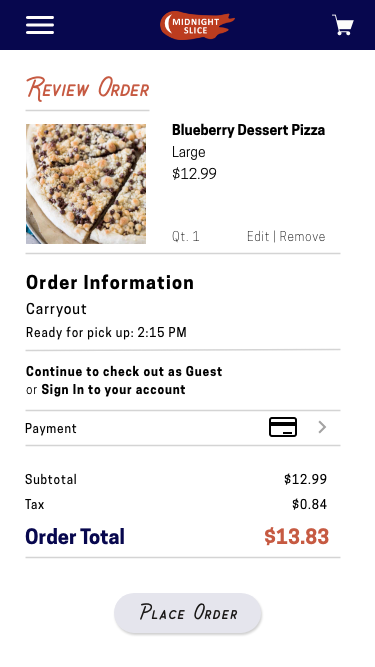 MIDNIGHT
SLICE
Review Order
Blueberry Dessert Pizza
Large
$12.99
Qt. 1
Edit | Remove
Order Information
Carryout
Ready for pick up: 2:15 PM
Continue to check out as Guest
or Sign In to your account
Payment
Subtotal $12.99
Tax $0.84
Order Total $13.83
Place Order